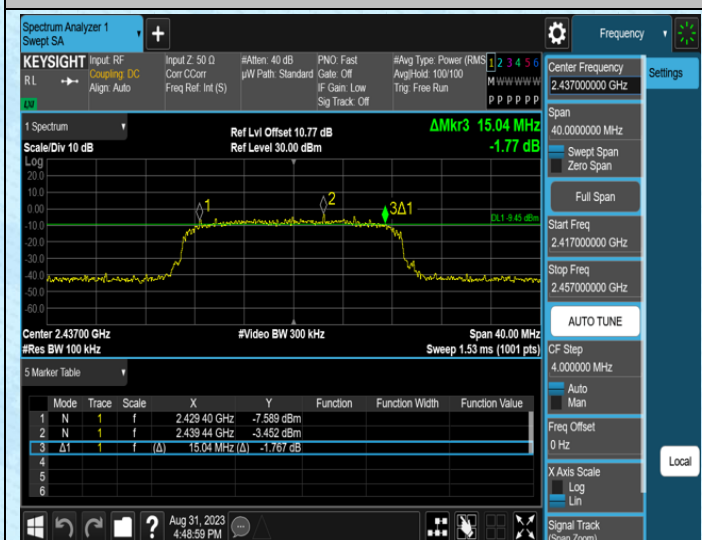 Spectrum Analyzer 1
Swept SA
+
Frequency
KEYSIGHT
RL
Input: RF
Coupling: DC
Align: Auto
Input Z: 50 Ω
Corr CCorr
Freq Ref: Int (S)
#Atten: 40 dB
µW Path: Standard
PNO: Fast
Gate: Off
IF Gain: Low
Sig Track: Off
#Avg Type: Power (RMS
Avg|Hold: 100/100
Trig: Free Run
1 2 3 4 5 6
M W W W W W
P P P P P P
1 Spectrum
Scale/Div 10 dB
Ref Lvl Offset 10.77 dB
Ref Level 30.00 dBm
ΔMkr3 15.04 MHz
-1.77 dB
Log
20.0
10.0
0.00
-10.0
-20.0
-30.0
-40.0
-50.0
-60.0
1
2
3Δ1
DL1 -9.45 dBm
Center 2.43700 GHz
#Res BW 100 kHz
#Video BW 300 kHz
Span 40.00 MHz
Sweep 1.53 ms (1001 pts)
5 Marker Table
Mode Trace Scale X Y Function Function Width Function Value
1 N 1 f 2.429 40 GHz -7.589 dBm
2 N 1 f 2.439 44 GHz -3.452 dBm
3 Δ1 1 f (Δ) 15.04 MHz (Δ) -1.767 dB
4
5
6
?
Aug 31, 2023
4:48:59 PM
Center Frequency
2.437000000 GHz
Settings
Span
40.0000000 MHz
Swept Span
Zero Span
Full Span
Start Freq
2.417000000 GHz
Stop Freq
2.457000000 GHz
AUTO TUNE
CF Step
4.000000 MHz
Auto
Man
Freq Offset
0 Hz
X Axis Scale
Log
Lin
Local
Signal Track
(Span Zoom)